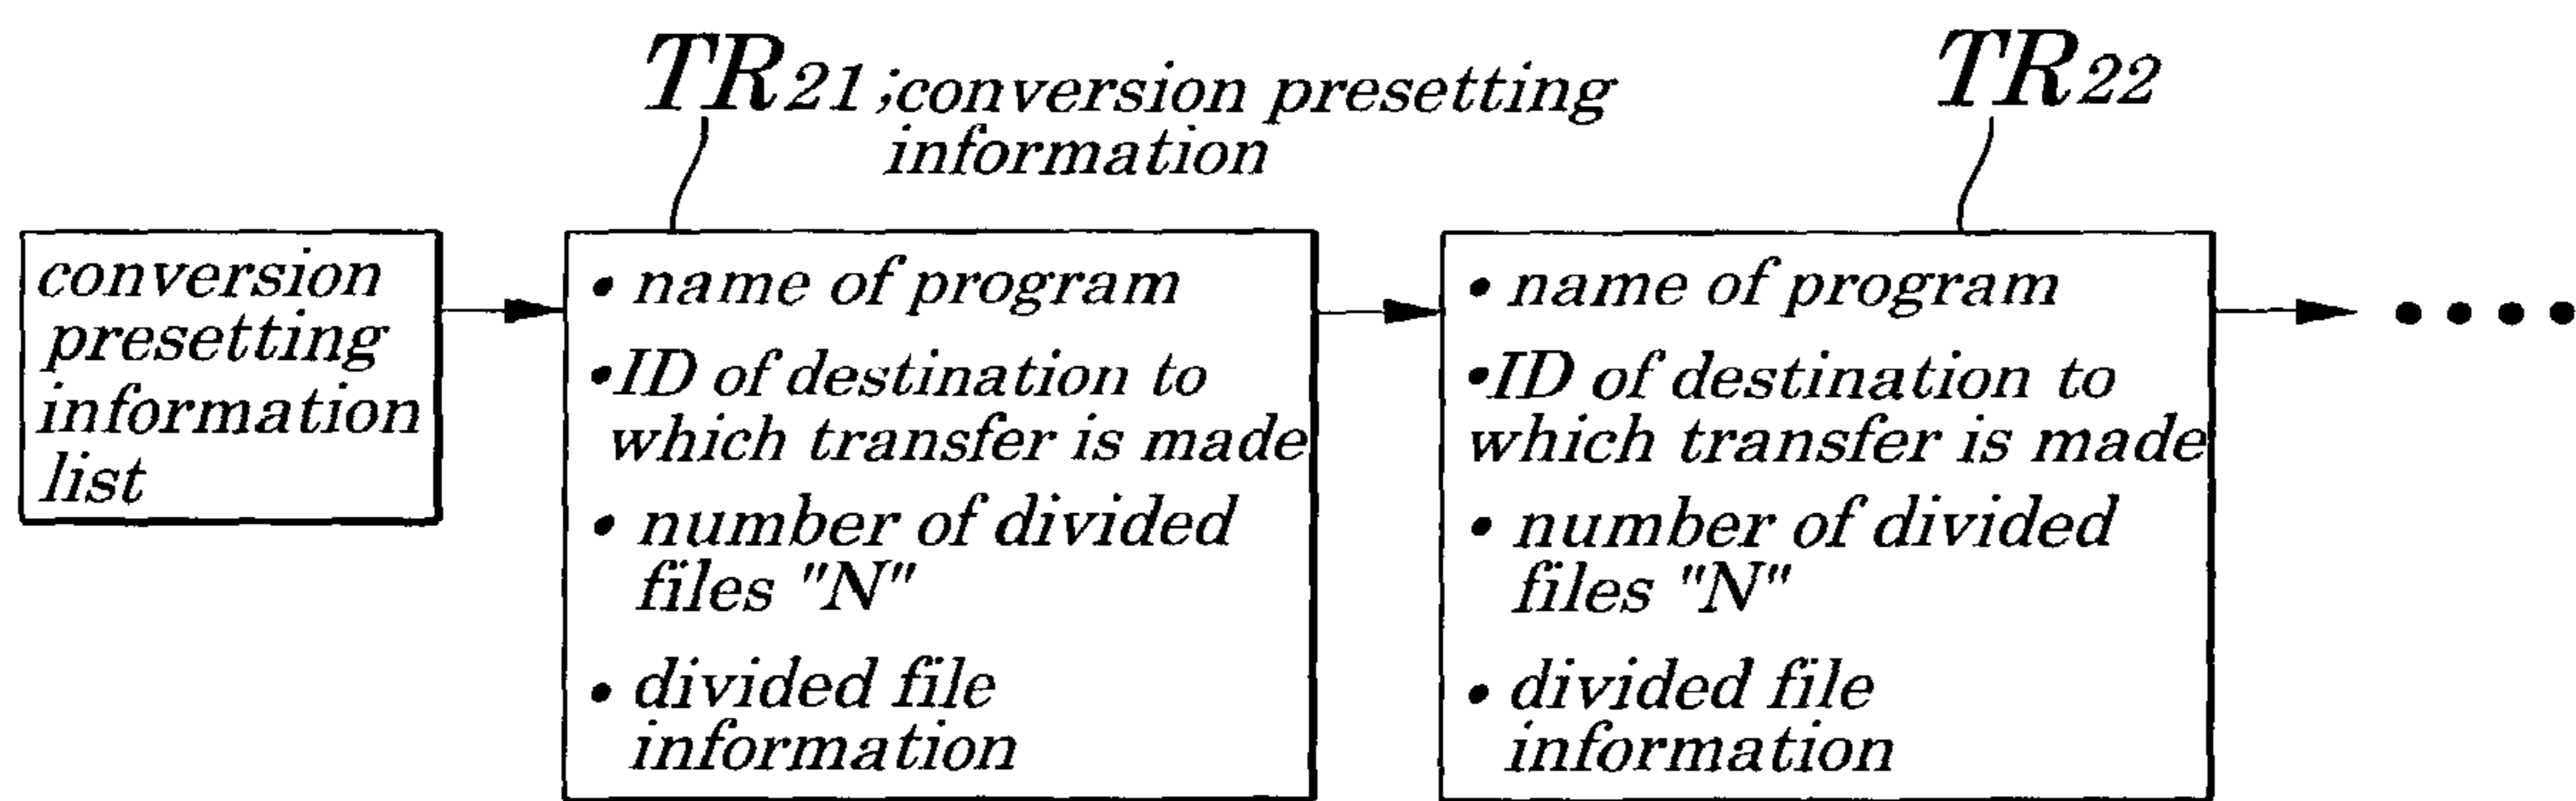 TR21;conversion presetting
information
TR22
conversion
presetting
information
list
• name of program
•ID of destination to
which transfer is made
• number of divided
files "N"
• divided file
information
• name of program
•ID of destination to
which transfer is made
• number of divided
files "N"
• divided file
information